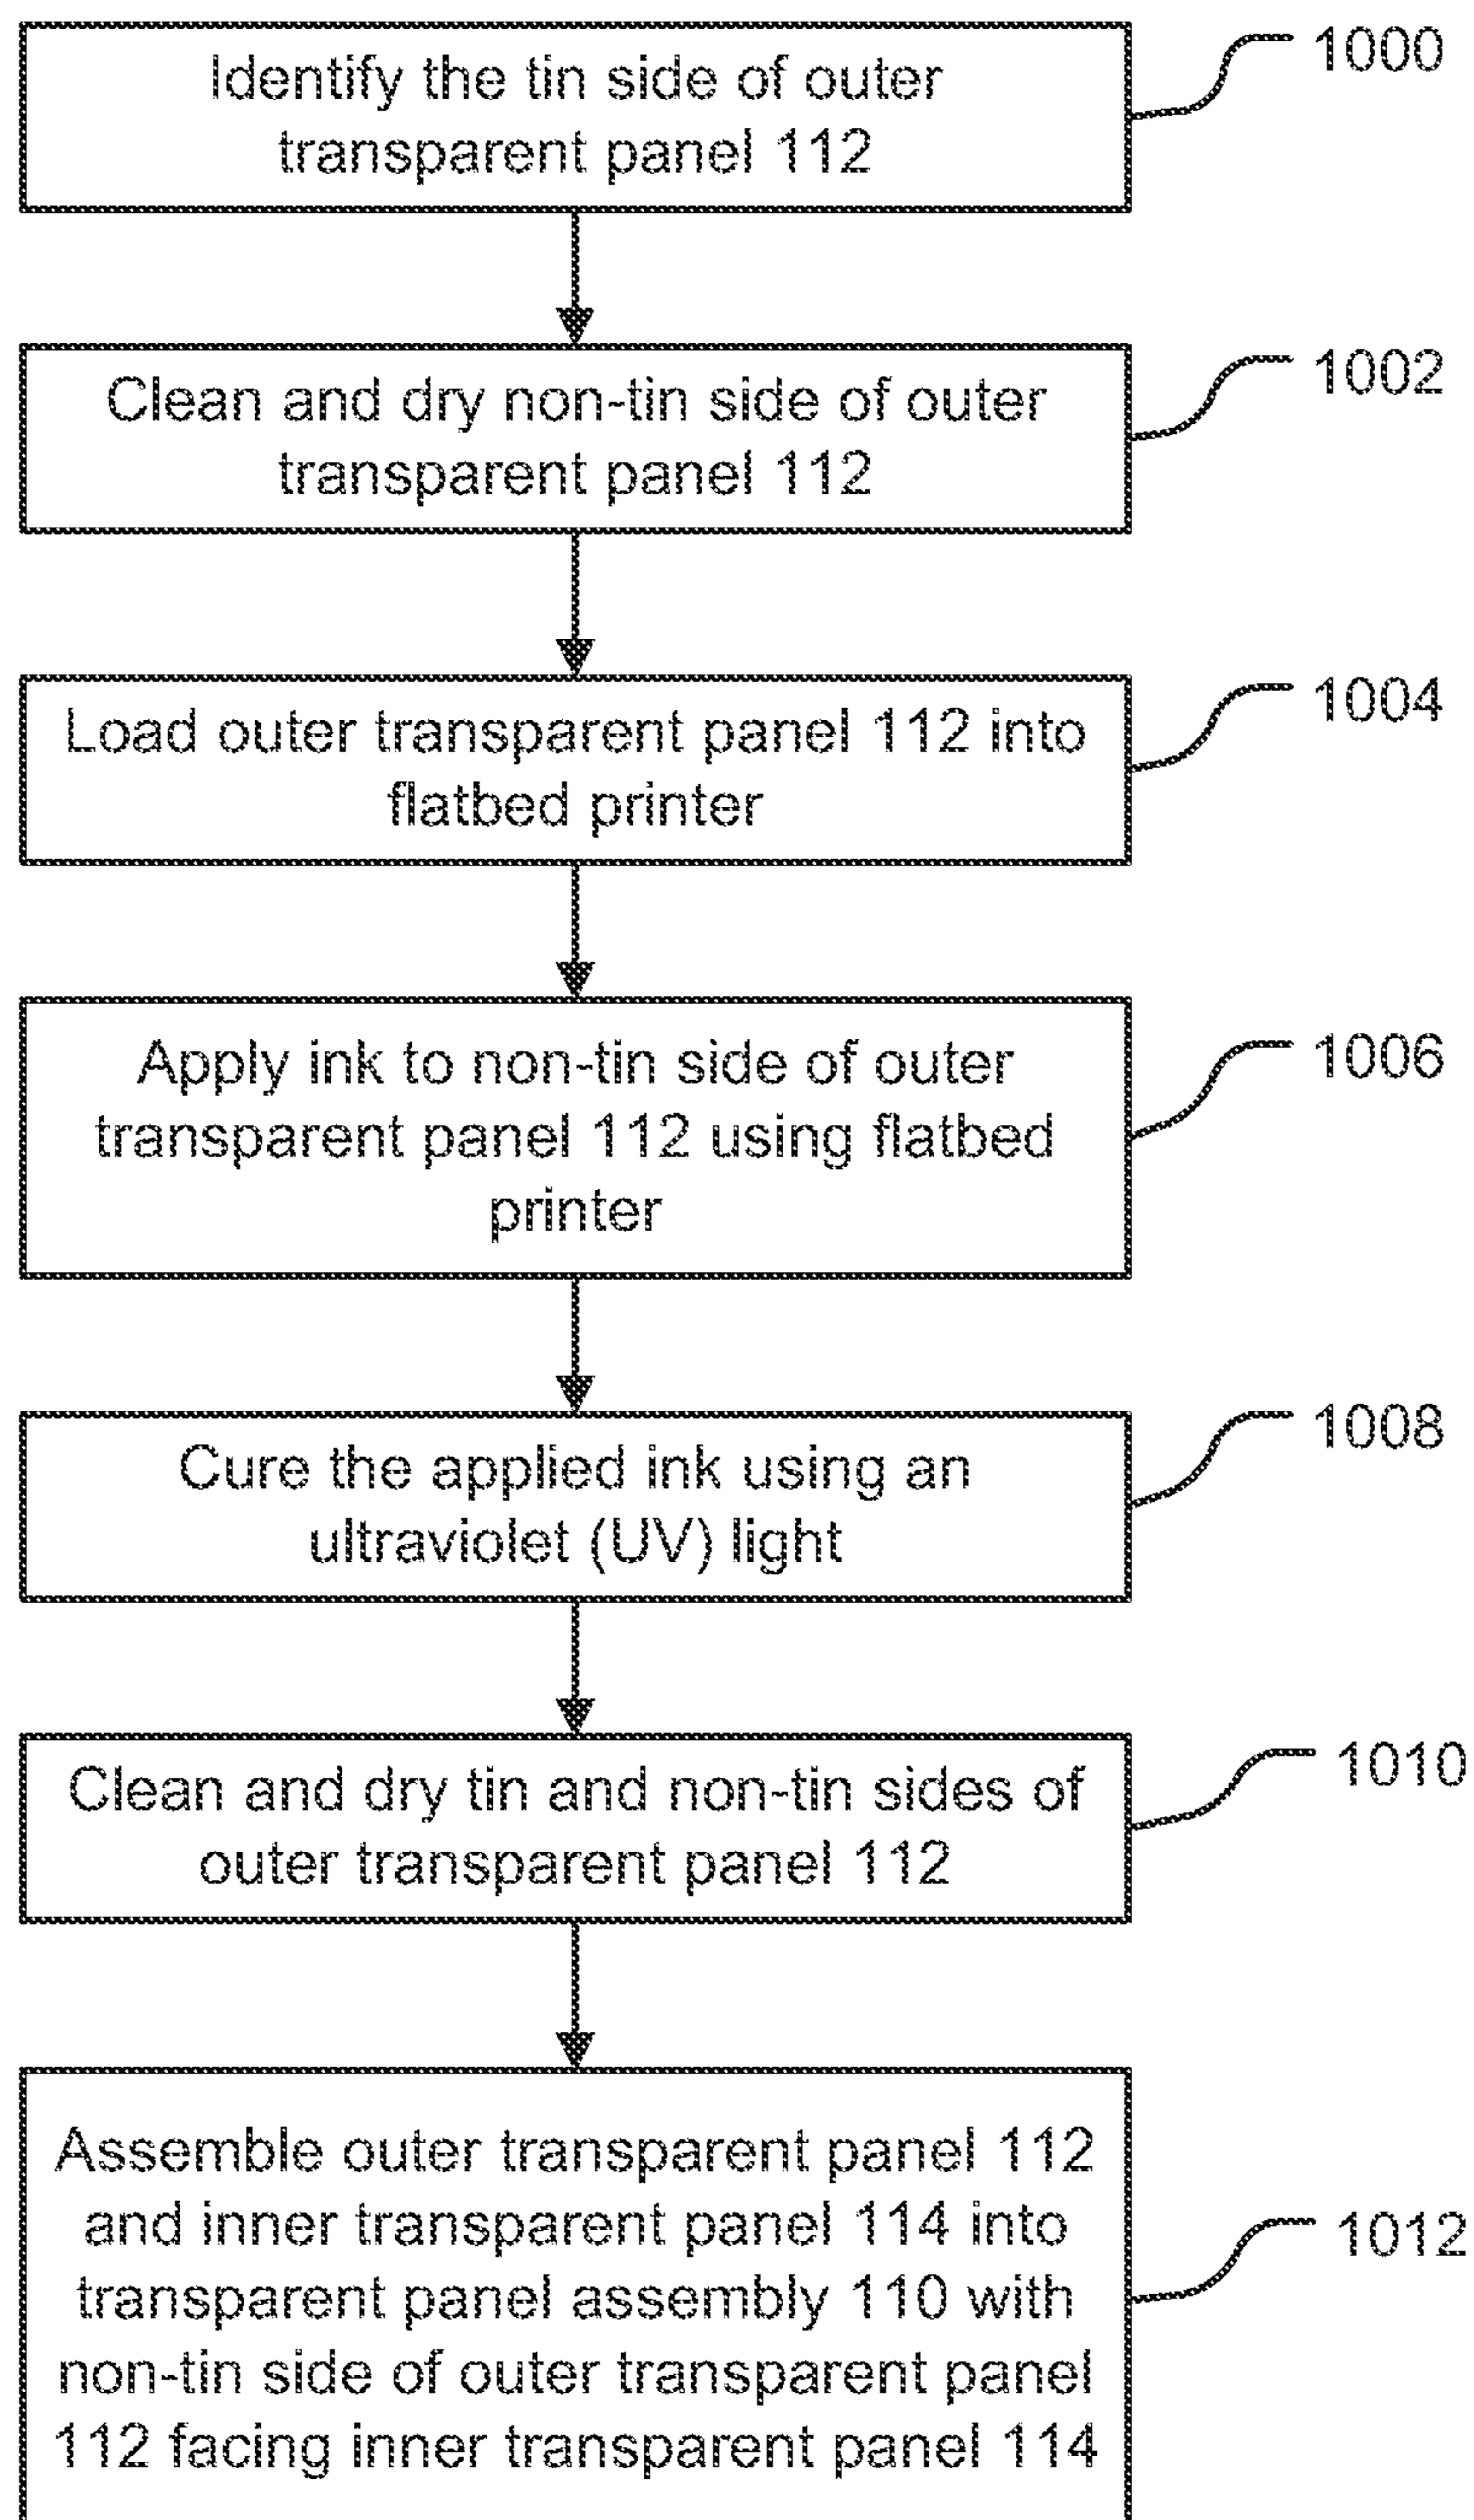 Identify the tin side of outer
transparent panel 112
1000
Clean and dry non-tin side of outer
transparent panel 112
1002
Load outer transparent panel 112 into
flatbed printer
1004
Apply ink to non-tin side of outer
transparent panel 112 using flatbed
printer
1006
Cure the applied ink using an
ultraviolet (UV) light
1008
Clean and dry tin and non-tin sides of
outer transparent panel 112
1010
Assemble outer transparent panel 112
and inner transparent panel 114 into
transparent panel assembly 110 with
non-tin side of outer transparent panel
112 facing inner transparent panel 114
1012